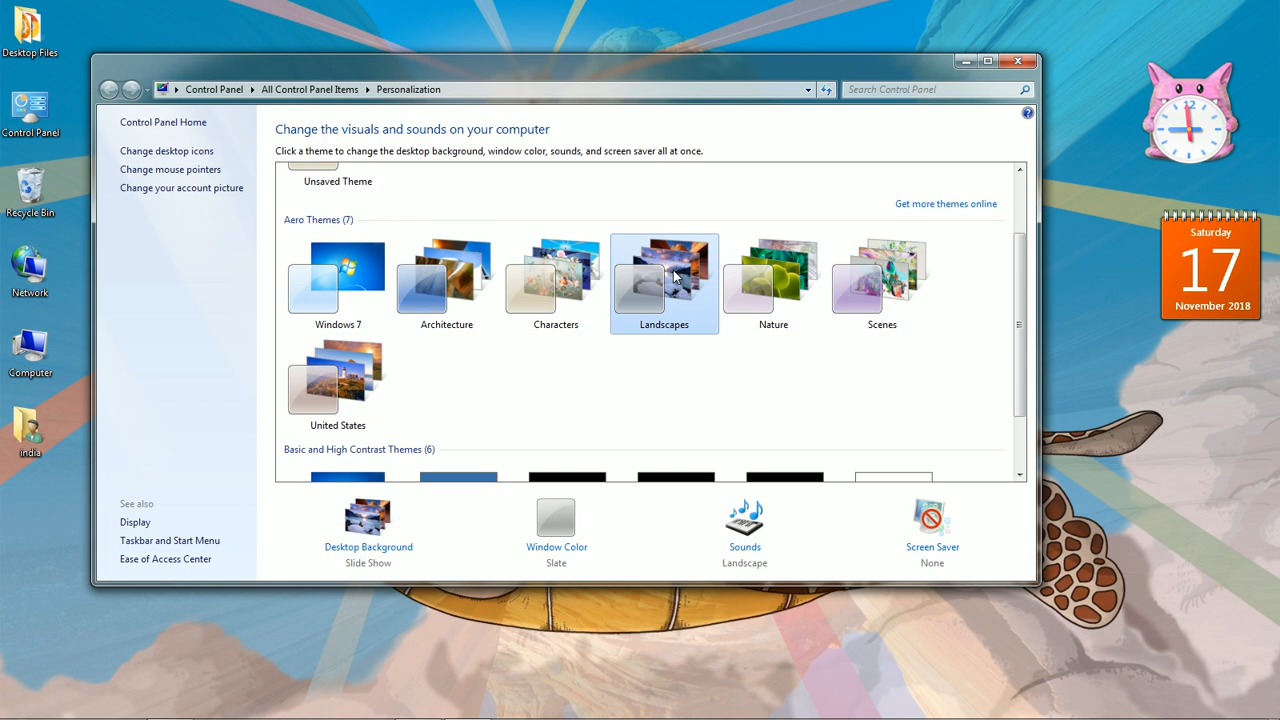 Desktop Files
Control Panel
Recycle Bin
Network
Computer
india
Control Panel
All Control Panel Items
Personalization
Search Control Panel
Control Panel Home
Change desktop icons
Change mouse pointers
Change your account picture
See also
Display
Taskbar and Start Menu
Ease of Access Center
Change the visuals and sounds on your computer
Click a theme to change the desktop background, window color, sounds, and screen saver all at once.
Unsaved Theme
Get more themes online
Aero Themes (7)
Windows 7
Architecture
Characters
Landscapes
Nature
Scenes
United States
Basic and High Contrast Themes (6)
Desktop Background
Slide Show
Window Color
Slate
Sounds
Landscape
Screen Saver
None
12
Saturday
17
November 2018